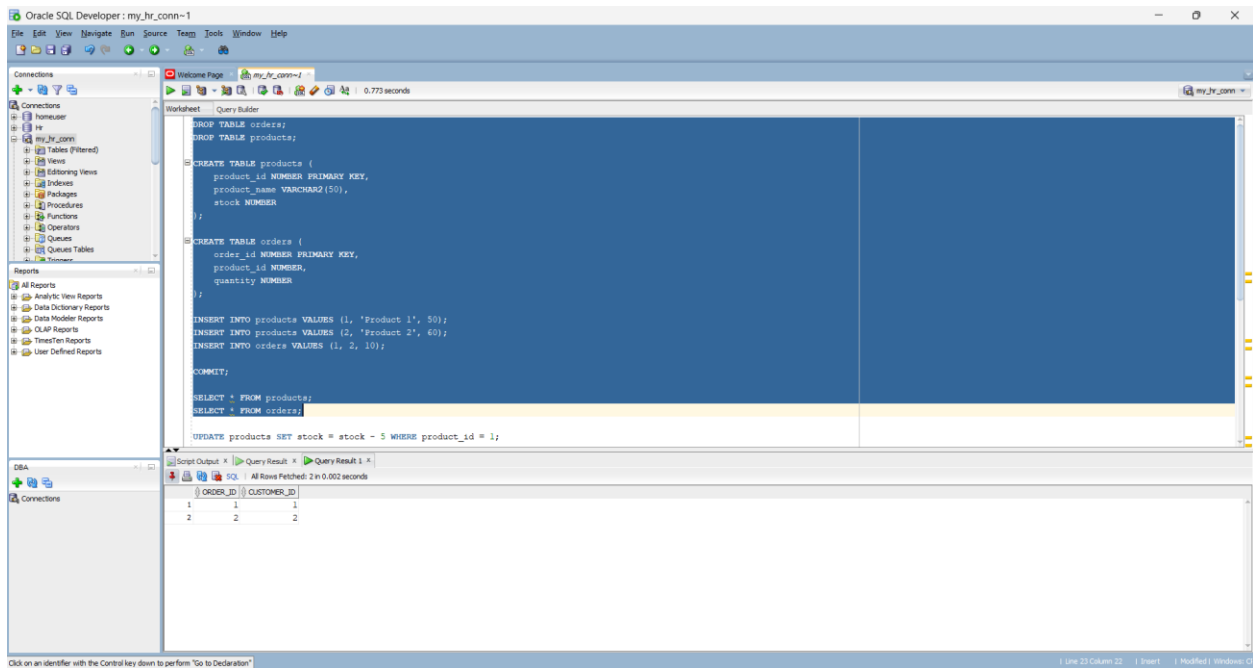 Oracle SQL Developer : my_hr_conn~1
File Edit View Navigate Run Source Team Tools Window Help
Connections
Connections
homeuser
Hr
my_hr_conn
Tables (Filtered)
Views
Editioning Views
Indexes
Packages
Procedures
Functions
Operators
Queues
Queues Tables
Triggers
Reports
All Reports
Analytic View Reports
Data Dictionary Reports
Data Modeler Reports
OLAP Reports
TimesTen Reports
User Defined Reports
DBA
Connections
Welcome Page my_hr_conn~1
0.773 seconds
my_hr_conn
Worksheet Query Builder
DROP TABLE orders;
DROP TABLE products;
CREATE TABLE products (
product_id NUMBER PRIMARY KEY,
product_name VARCHAR2(50),
stock NUMBER
);
CREATE TABLE orders (
order_id NUMBER PRIMARY KEY,
product_id NUMBER,
quantity NUMBER
);
INSERT INTO products VALUES (1, 'Product 1', 50);
INSERT INTO products VALUES (2, 'Product 2', 60);
INSERT INTO orders VALUES (1, 2, 10);
COMMIT;
SELECT * FROM products;
SELECT * FROM orders;
UPDATE products SET stock = stock - 5 WHERE product_id = 1;
Script Output Query Result Query Result 1
SQL All Rows Fetched: 2 in 0.002 seconds
ORDER_ID CUSTOMER_ID
1 1 1
2 2 2
Click on an identifier with the Control key down to perform "Go to Declaration"
Line 23 Column 22 Insert Modified Windows: C